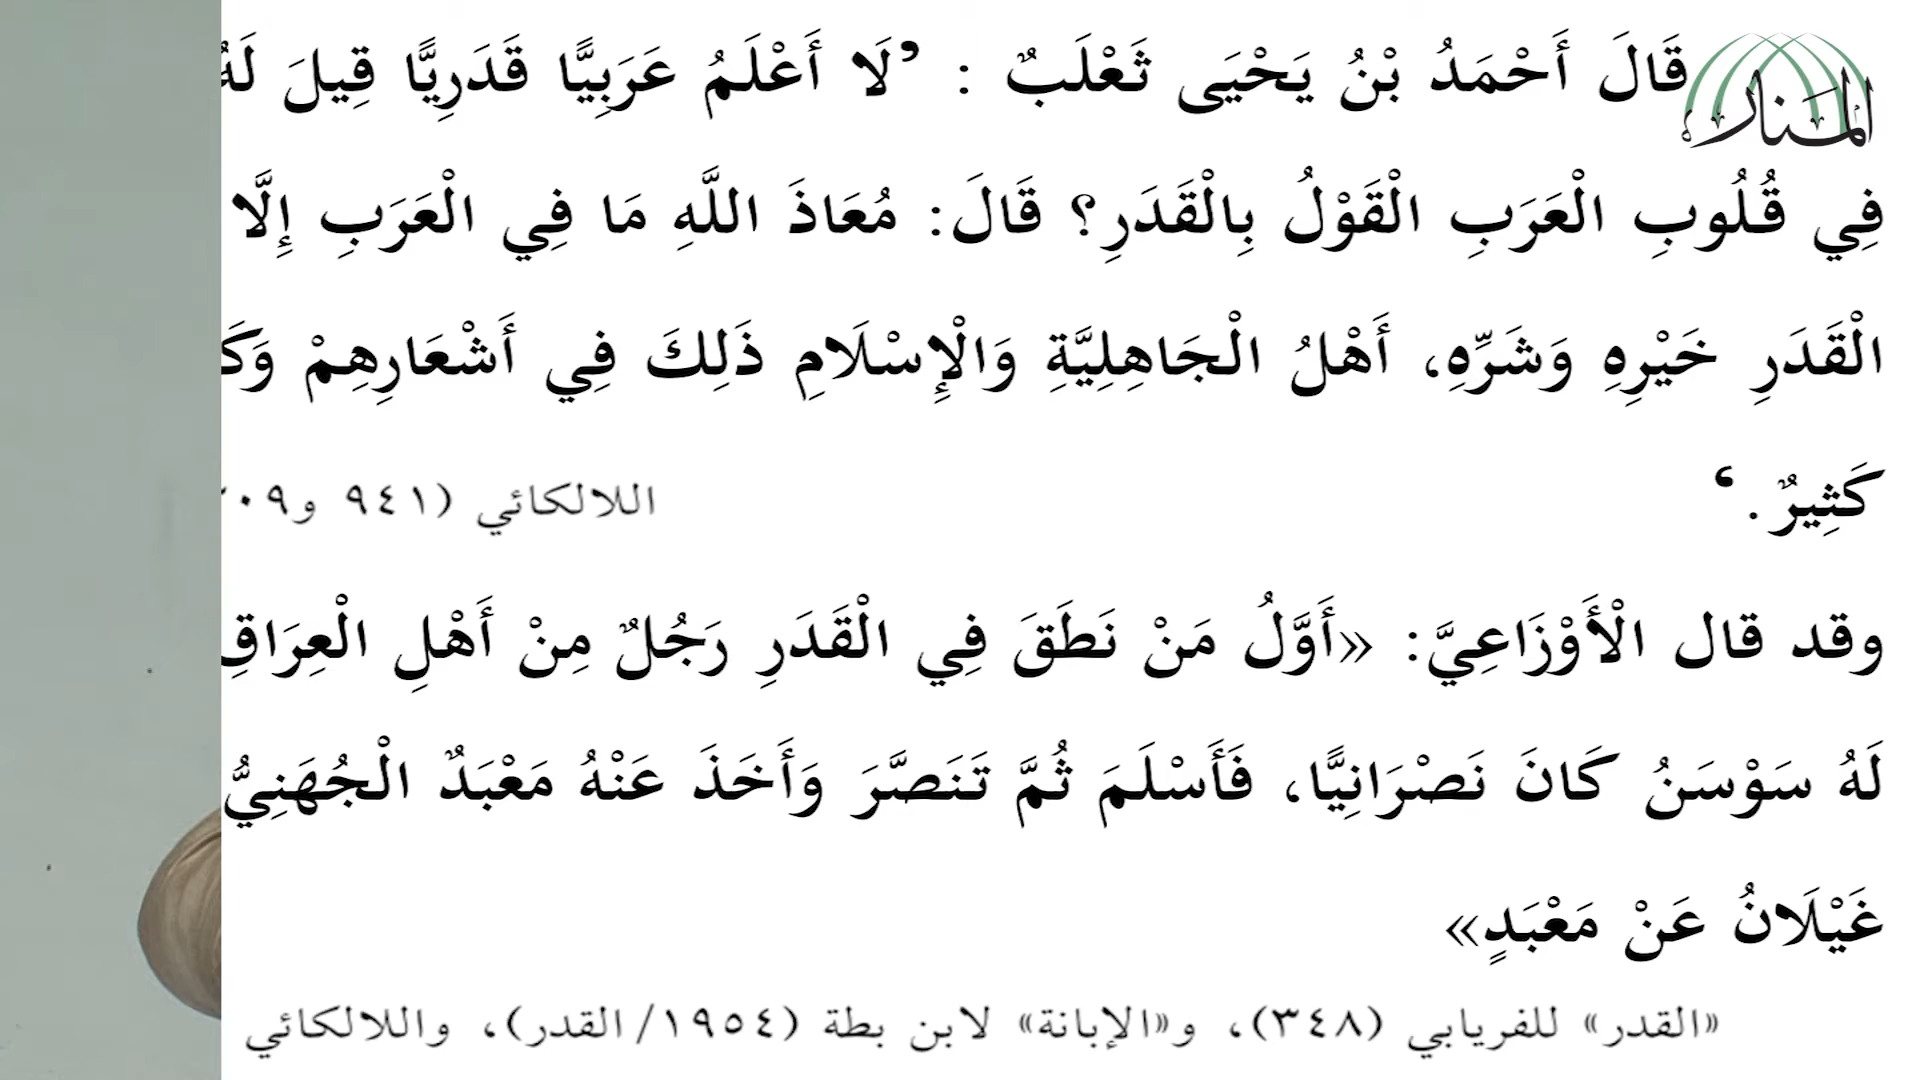 المنار
قَالَ أَحْمَدُ بْنُ يَحْيَى ثَعْلَبٌ : ’لَا أَعْلَمُ عَرَبِيًّا قَدَرِيًّا قِيلَ لَهُ
فِي قُلُوبِ الْعَرَبِ الْقَوْلُ بِالْقَدَرِ؟ قَالَ: مُعَاذَ اللَّهِ مَا فِي الْعَرَبِ إِلَّا
الْقَدَرِ خَيْرِهِ وَشَرِّهِ، أَهْلُ الْجَاهِلِيَّةِ وَالْإِسْلَامِ ذَلِكَ فِي أَشْعَارِهِمْ
كَثِيرٌ.‘ اللالكائي (٩٤١
وقد قال الْأَوْزَاعِيَّ: «أَوَّلُ مَنْ نَطَقَ فِي الْقَدَرِ رَجُلٌ مِنْ أَهْلِ الْعِرَاقِ
لَهُ سَوْسَنُ كَانَ نَصْرَانِيًّا، فَأَسْلَمَ ثُمَّ تَنَصَّرَ وَأَخَذَ عَنْهُ مَعْبَدٌ الْجُهَنِيُّ
غَيْلَانُ عَنْ مَعْبَدٍ»
«القدر» للفريابي (٣٤٨)، و«الإبانة» لابن بطة (١٩٥٤/القدر)، واللالكائي